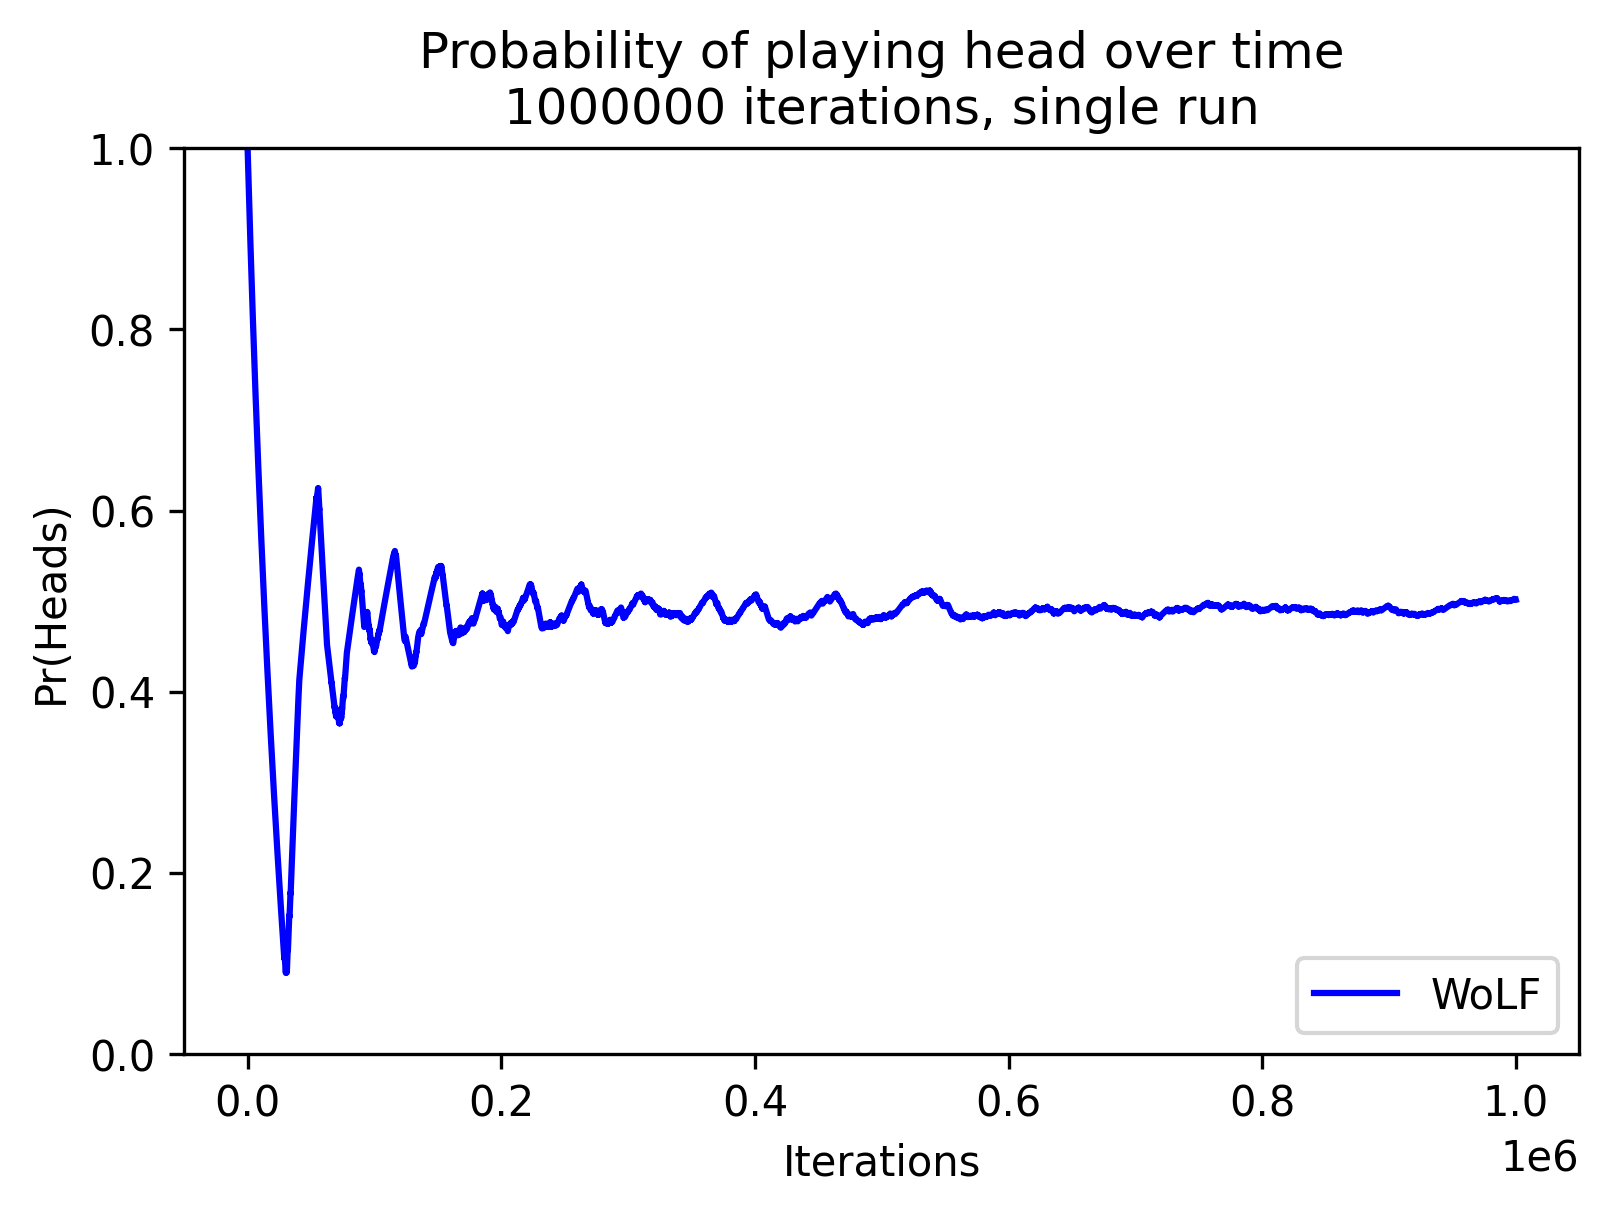 Probability of playing head over time
1000000 iterations, single run
1.0
0.8
0.6
0.4
0.2
0.0
Pr(Heads)
WoLF
0.0 0.2 0.4 0.6 0.8 1.0
1e6
Iterations